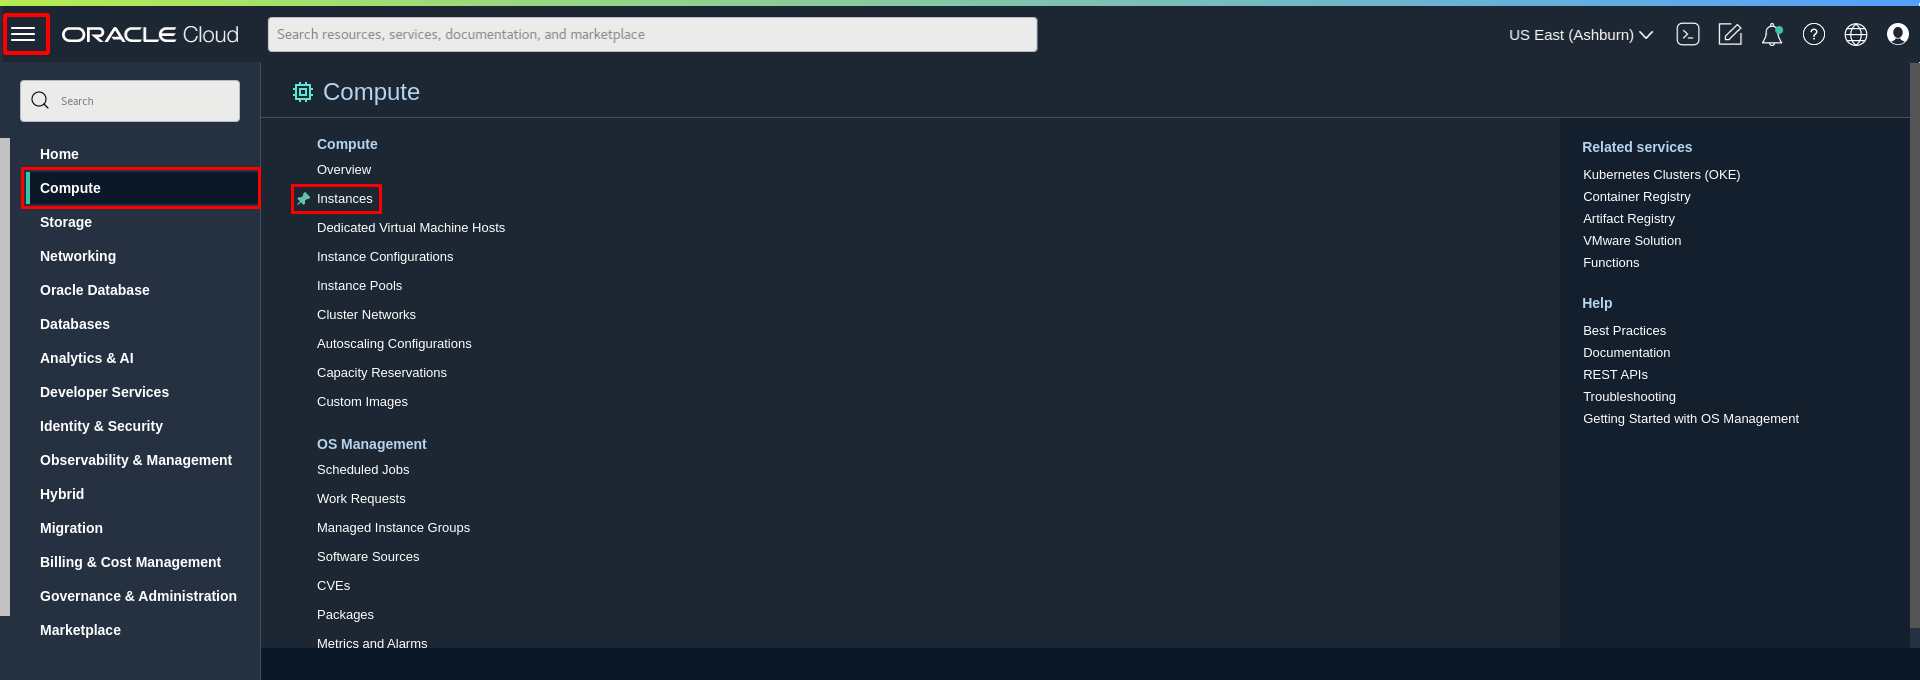 ORACLE Cloud
Search resources, services, documentation, and marketplace
US East (Ashburn)
Search
Home
Compute
Storage
Networking
Oracle Database
Databases
Analytics & AI
Developer Services
Identity & Security
Observability & Management
Hybrid
Migration
Billing & Cost Management
Governance & Administration
Marketplace
Compute
Compute
Overview
Instances
Dedicated Virtual Machine Hosts
Instance Configurations
Instance Pools
Cluster Networks
Autoscaling Configurations
Capacity Reservations
Custom Images
OS Management
Scheduled Jobs
Work Requests
Managed Instance Groups
Software Sources
CVEs
Packages
Metrics and Alarms
Related services
Kubernetes Clusters (OKE)
Container Registry
Artifact Registry
VMware Solution
Functions
Help
Best Practices
Documentation
REST APIs
Troubleshooting
Getting Started with OS Management